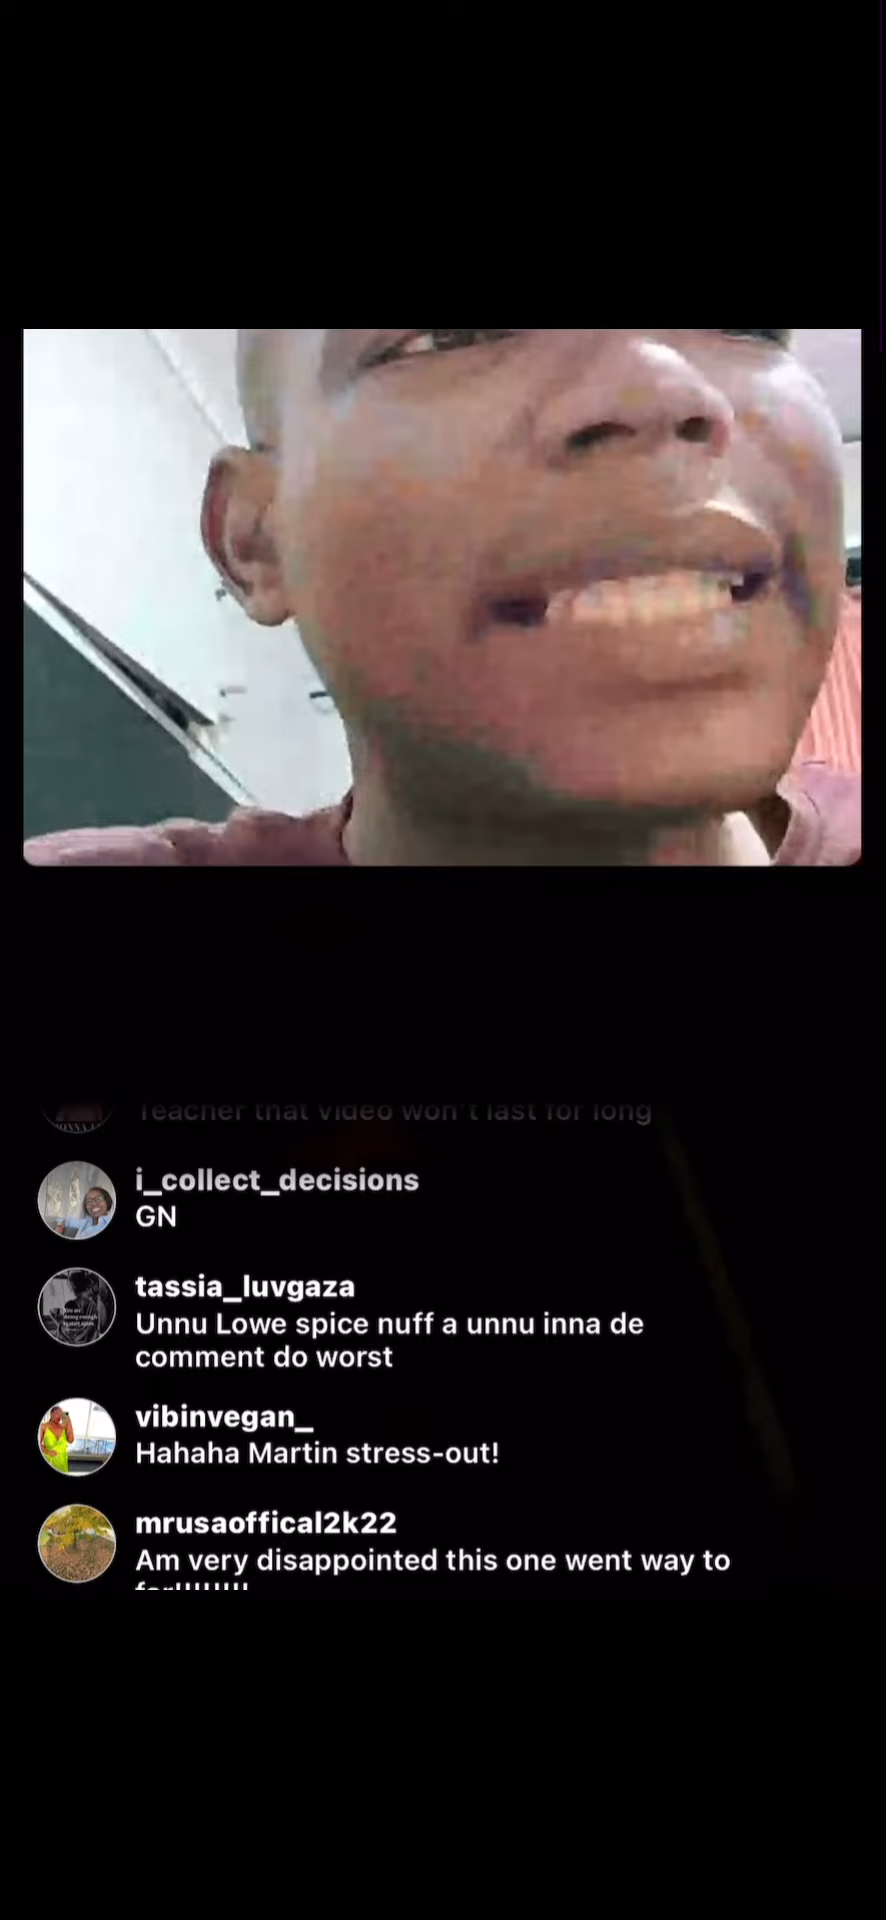 Teacher that video won't last for long
i_collect_decisions
GN
tassia_luvgaza
Unnu Lowe spice nuff a unnu inna de
comment do worst
vibinvegan_
Hahaha Martin stress-out!
mrusaoffical2k22
Am very disappointed this one went way to